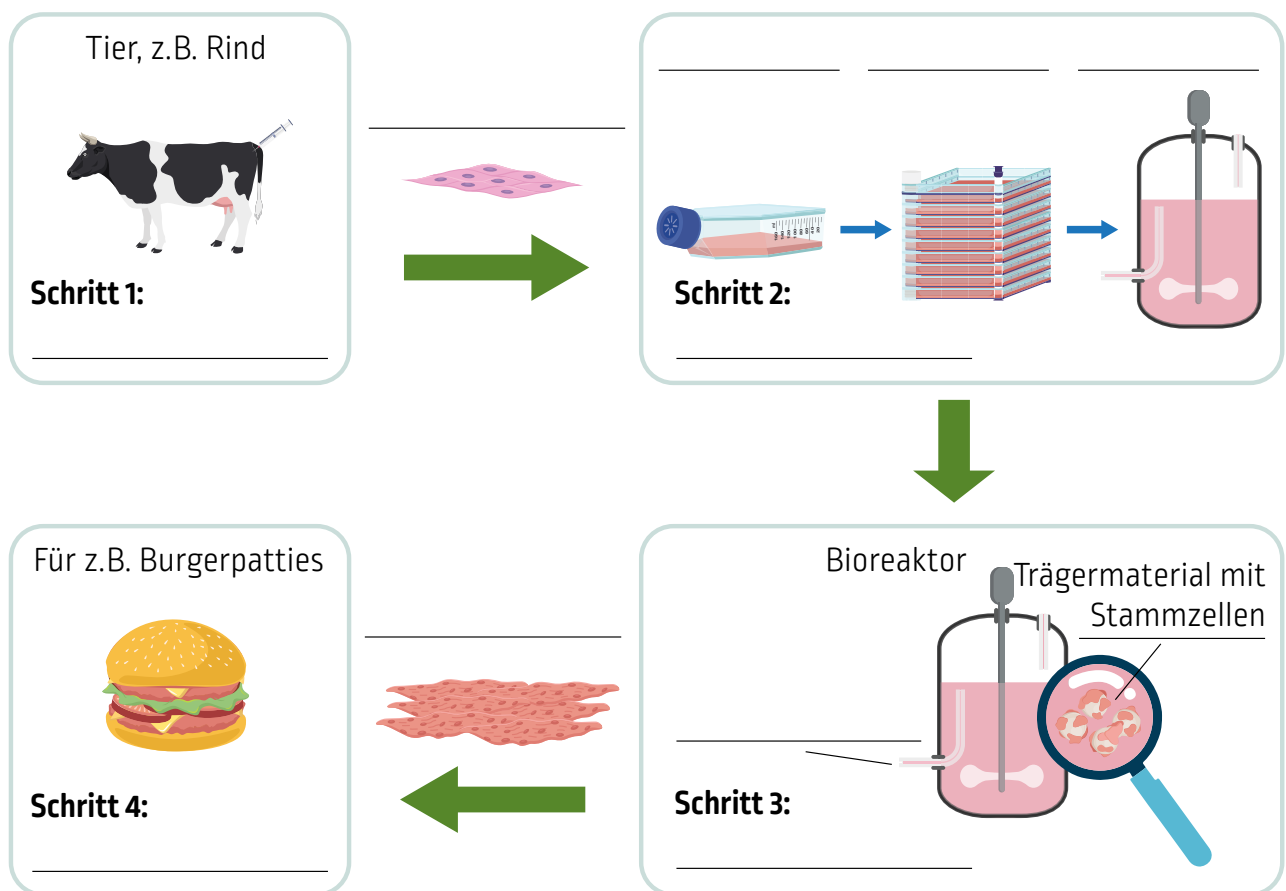 Tier, z.B. Rind
Schritt 1:
Schritt 2:
Für z.B. Burgerpatties
Schritt 4:
Bioreaktor
Trägermaterial mit
Stammzellen
Schritt 3: